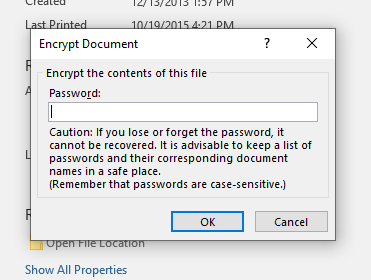 Created 12/13/2013 1:57 PM
Last Printed 10/19/2015 4:21 PM
Encrypt Document
Encrypt the contents of this file
Password:
Caution: If you lose or forget the password, it
cannot be recovered. It is advisable to keep a list of
passwords and their corresponding document
names in a safe place.
(Remember that passwords are case-sensitive.)
OK Cancel
Open File Location
Show All Properties